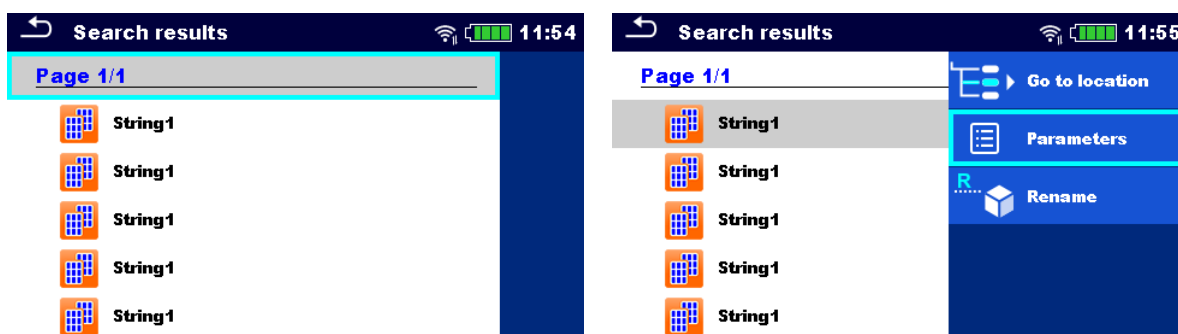 Search results 11:54
Page 1/1
String1
String1
String1
String1
String1
Search results 11:55
Page 1/1
String1
String1
String1
String1
String1
Go to location
Parameters
R
Rename